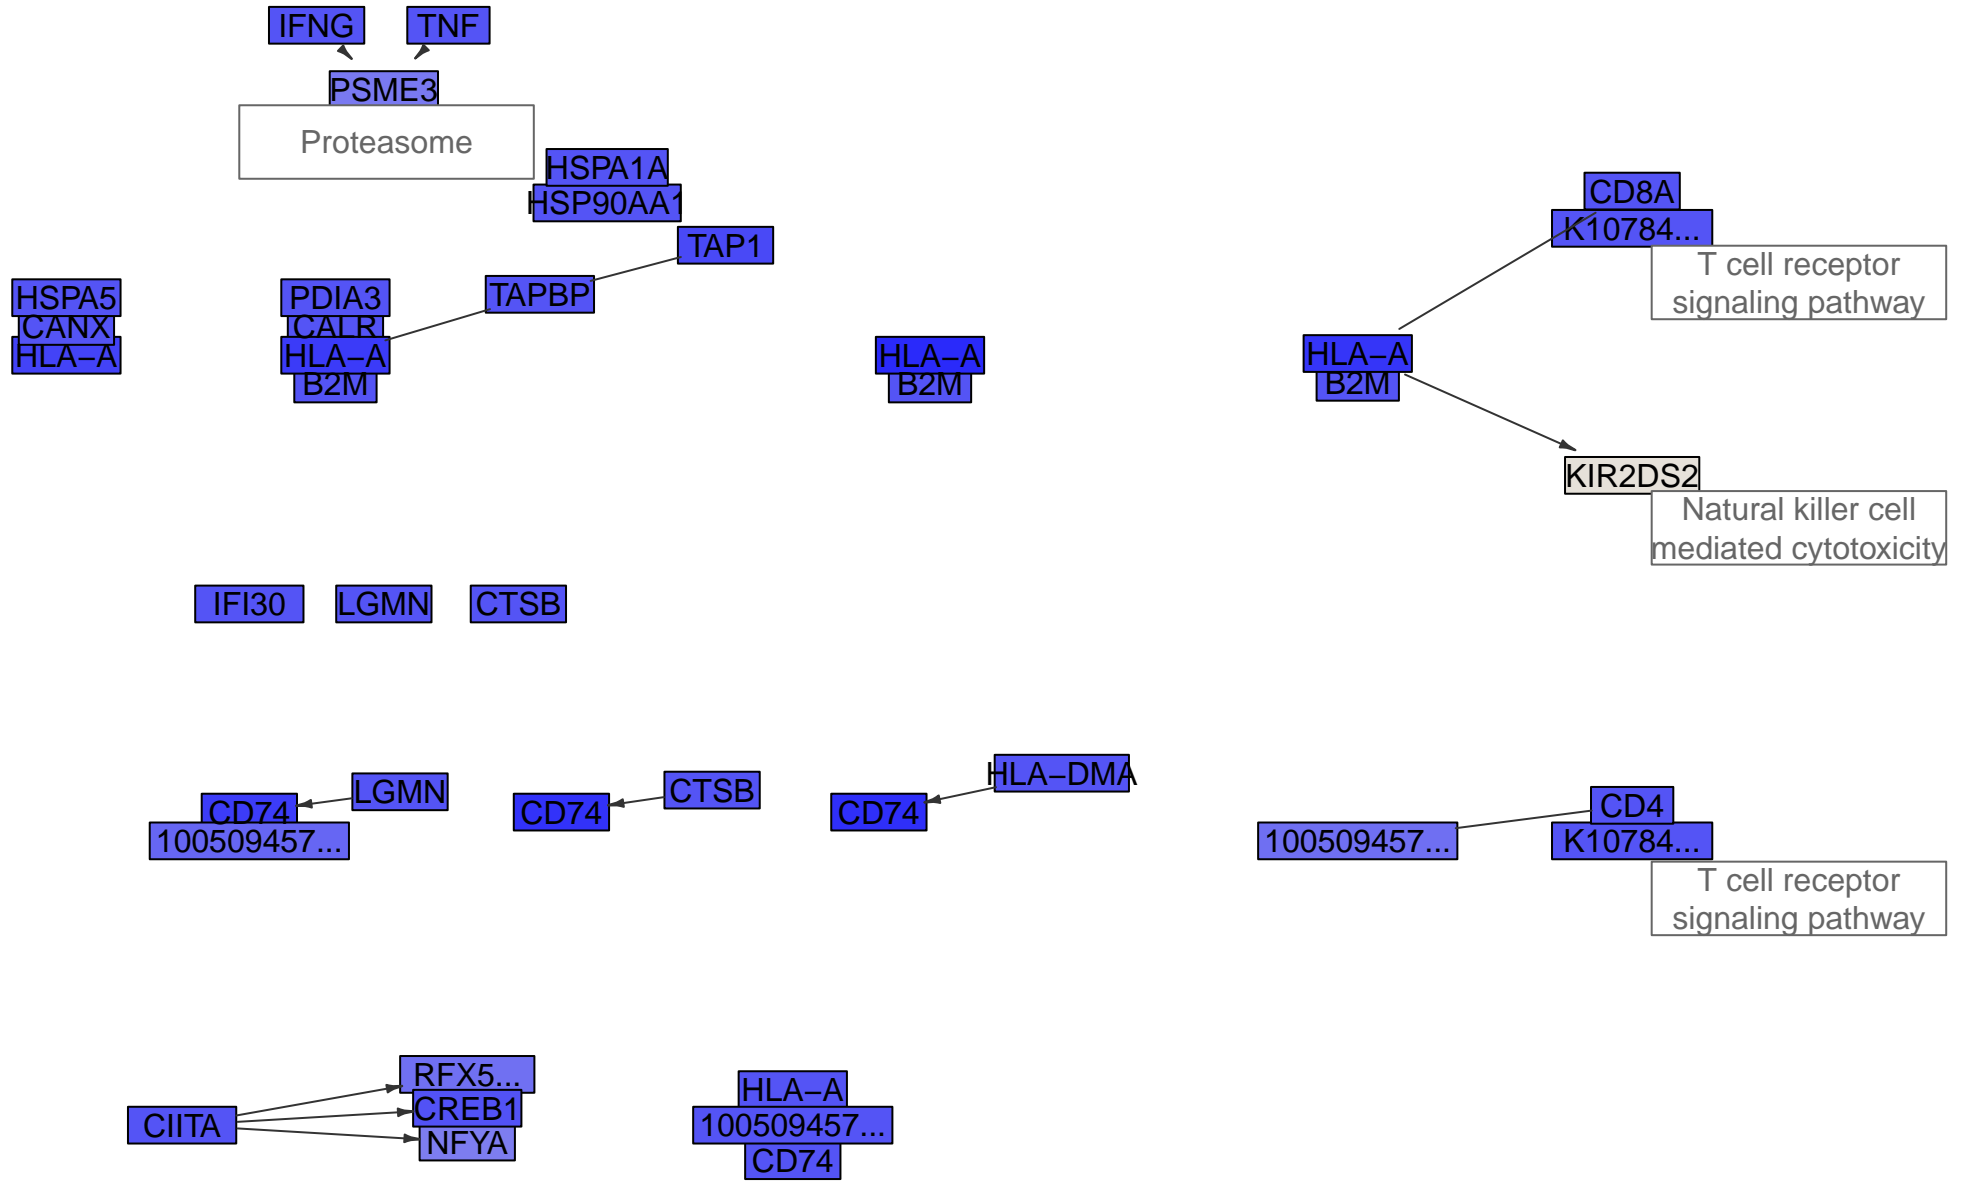 IFNG
TNF
PSME3
Proteasome
HSPA1A
HSP90AA1
CD8A
K10784...
TAP1
T cell receptor
signaling pathway
HSPA5
PDIA3
TAPBP
CANX
CALR
HLA−A
HLA−A
HLA−A
HLA−A
B2M
B2M
B2M
KIR2DS2
Natural killer cell
mediated cytotoxicity
IFI30
LGMN
CTSB
HLA−DMA
LGMN
CTSB
CD74
CD74
CD74
CD4
100509457...
100509457...
K10784...
T cell receptor
signaling pathway
RFX5...
HLA−A
CREB1
CIITA
100509457...
NFYA
CD74